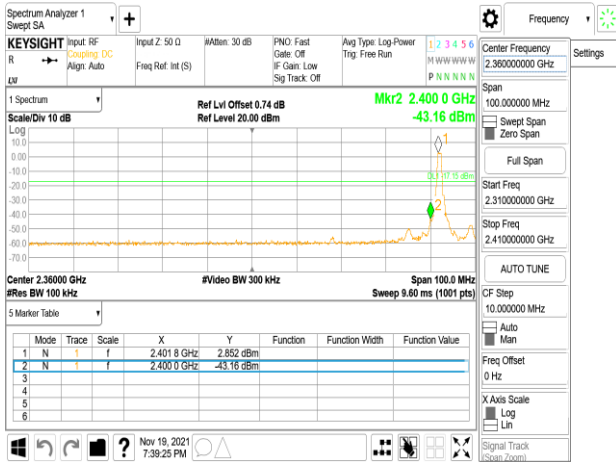 Spectrum Analyzer 1
Swept SA
+
Frequency
Settings
KEYSIGHT
R
Input: RF
Coupling: DC
Align: Auto
Input Z: 50 Ω
Freq Ref: Int (S)
#Atten: 30 dB
PNO: Fast
Gate: Off
IF Gain: Low
Sig Track: Off
Avg Type: Log-Power
Trig: Free Run
1 2 3 4 5 6
M W W W W W
P N N N N N
1 Spectrum
Scale/Div 10 dB
Ref Lvl Offset 0.74 dB
Ref Level 20.00 dBm
Mkr2 2.400 0 GHz
-43.16 dBm
Log
10.0
0.00
-10.0
-20.0
-30.0
-40.0
-50.0
-60.0
-70.0
1
DL1 -17.15 dBm
2
Center 2.36000 GHz
#Res BW 100 kHz
#Video BW 300 kHz
Span 100.0 MHz
Sweep 9.60 ms (1001 pts)
5 Marker Table
Mode Trace Scale X Y Function Function Width Function Value
1 N 1 f 2.401 8 GHz 2.852 dBm
2 N 1 f 2.400 0 GHz -43.16 dBm
3
4
5
6
Nov 19, 2021
7:39:25 PM
?
Center Frequency
2.360000000 GHz
Span
100.000000 MHz
Swept Span
Zero Span
Full Span
Start Freq
2.310000000 GHz
Stop Freq
2.410000000 GHz
AUTO TUNE
CF Step
10.000000 MHz
Auto
Man
Freq Offset
0 Hz
X Axis Scale
Log
Lin
Signal Track
(Span Zoom)